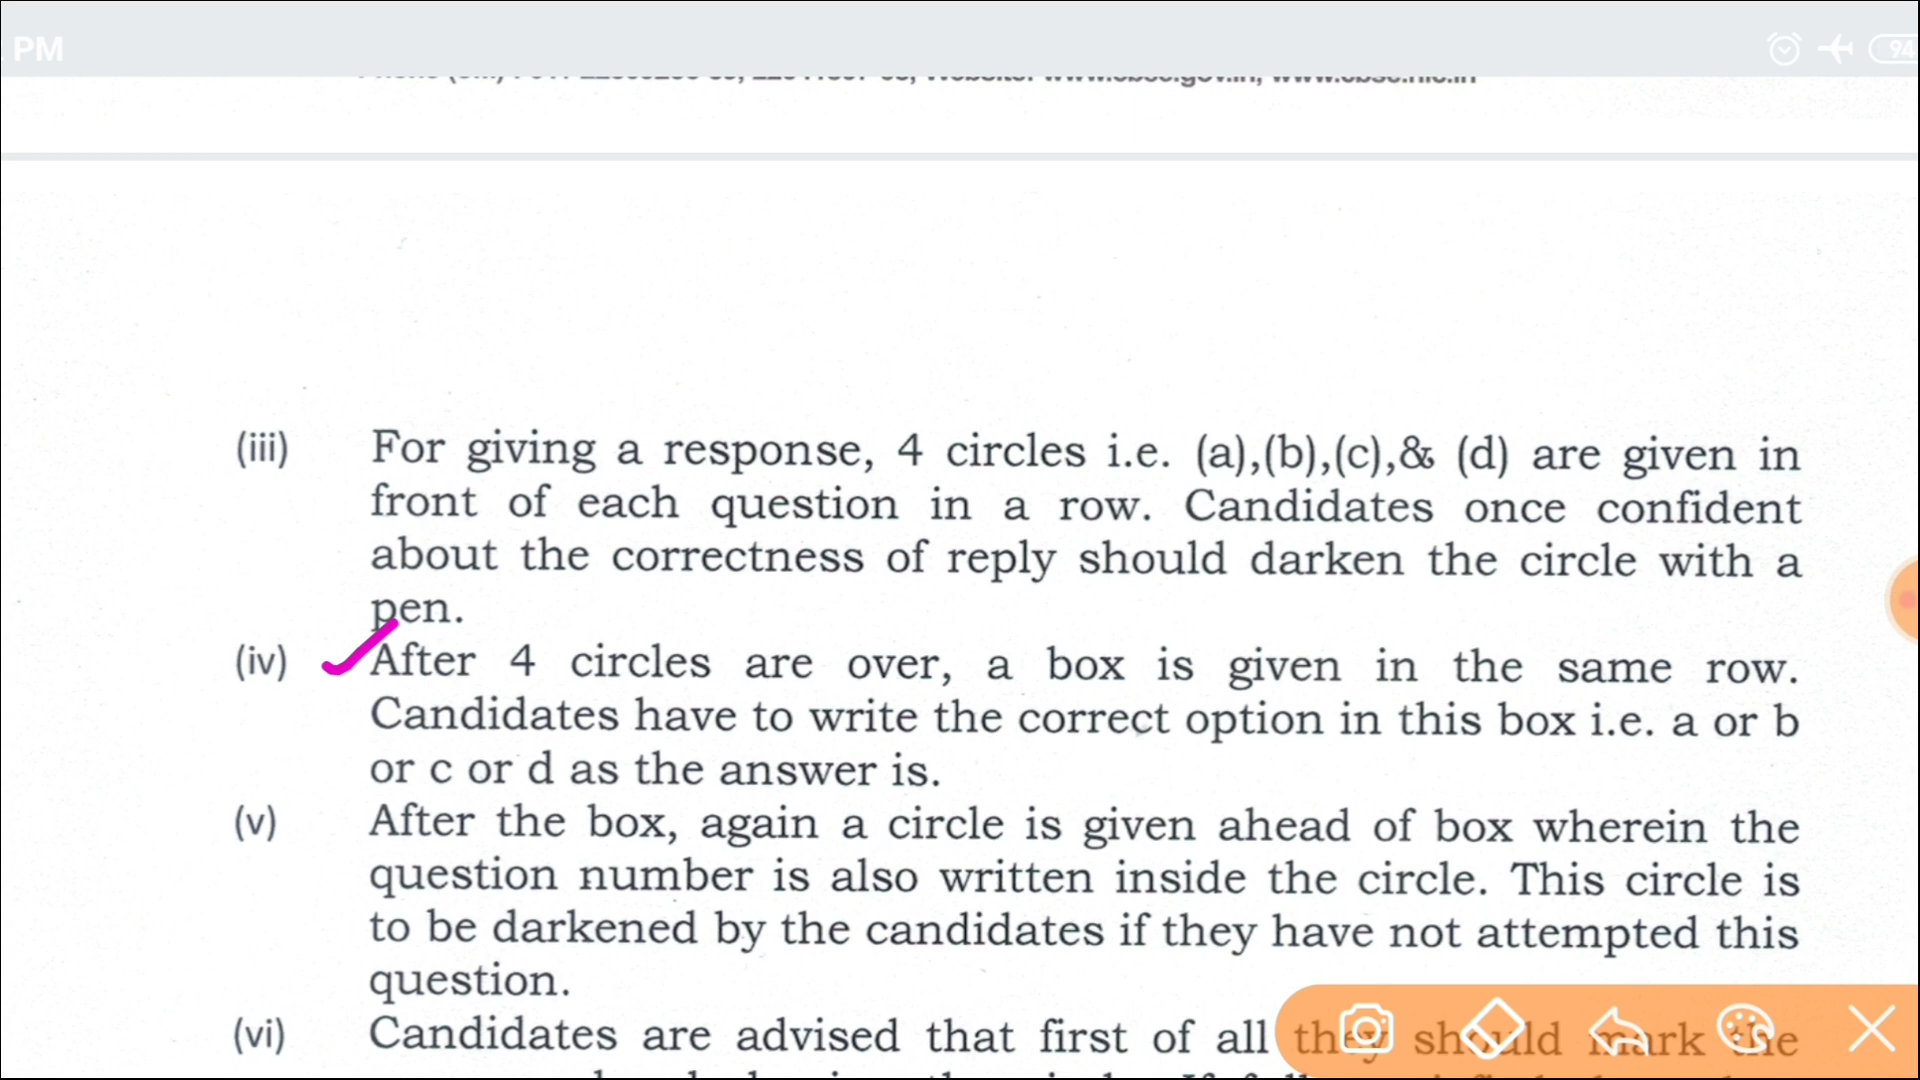 PM
94
(iii) For giving a response, 4 circles i.e. (a),(b),(c),& (d) are given in
front of each question in a row. Candidates once confident
about the correctness of reply should darken the circle with a
pen.
(iv) After 4 circles are over, a box is given in the same row.
Candidates have to write the correct option in this box i.e. a or b
or c or d as the answer is.
(v) After the box, again a circle is given ahead of box wherein the
question number is also written inside the circle. This circle is
to be darkened by the candidates if they have not attempted this
question.
(vi) Candidates are advised that first of all they should mark the